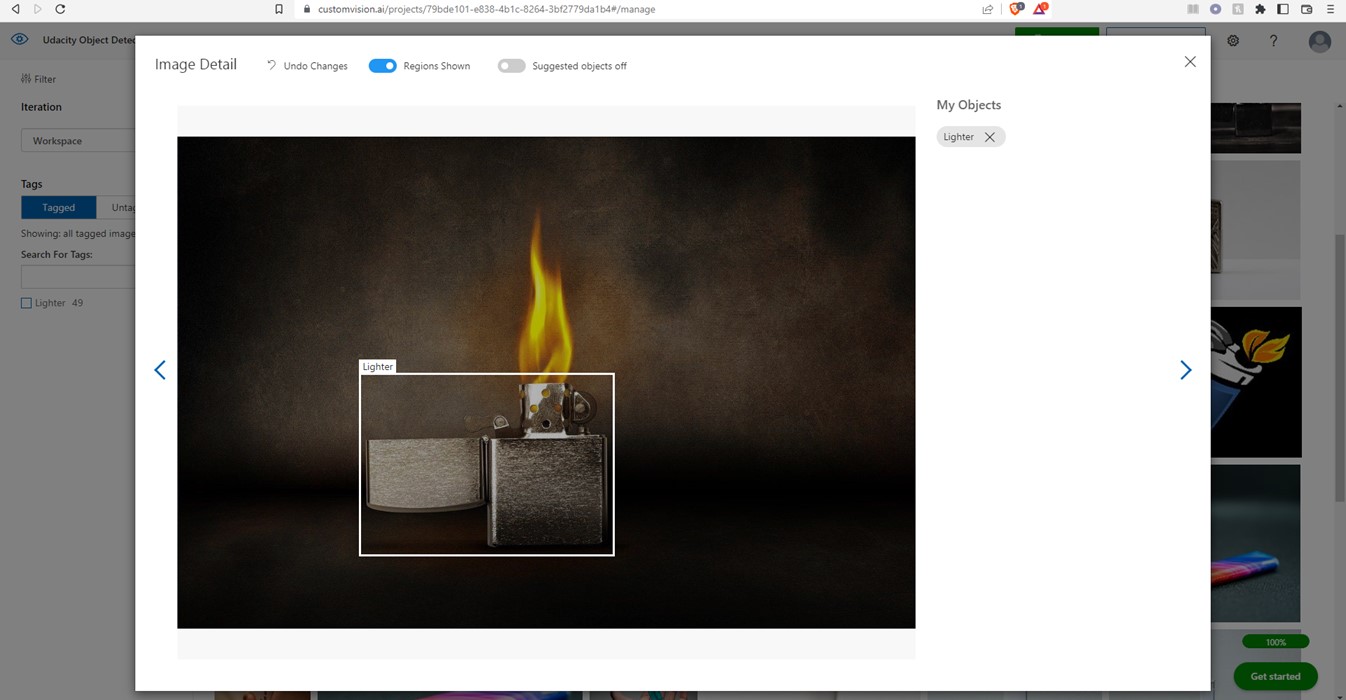 customvision.ai/projects/79bde101-e838-4b1c-8264-3bf2779da1b4#/manage
Udacity Object Detec
Image Detail
Undo Changes
Regions Shown
Suggested objects off
Filter
Iteration
Workspace
Tags
Tagged
Untag
Showing: all tagged image
Search For Tags:
Lighter 49
My Objects
Lighter
Lighter
?
100%
Get started